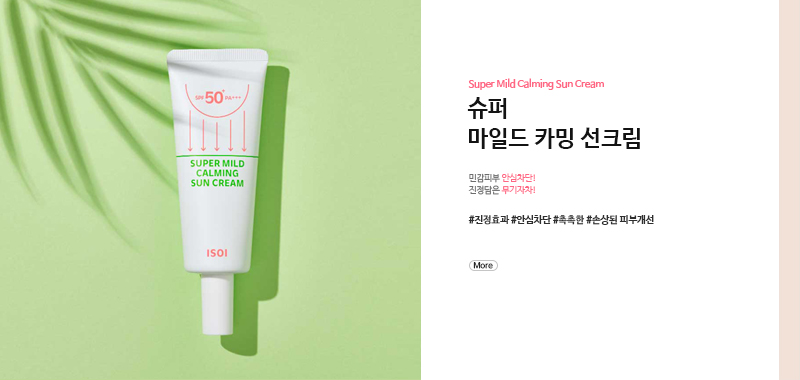 SPF 50+ PA+++
SUPER MILD
CALMING
SUN CREAM
ISOI
Super Mild Calming Sun Cream
슈퍼
마일드 카밍 선크림
민감피부 안심차단!
진정담은 무기자차!
#진정효과 #안심차단 #촉촉한 #손상된 피부개선
More